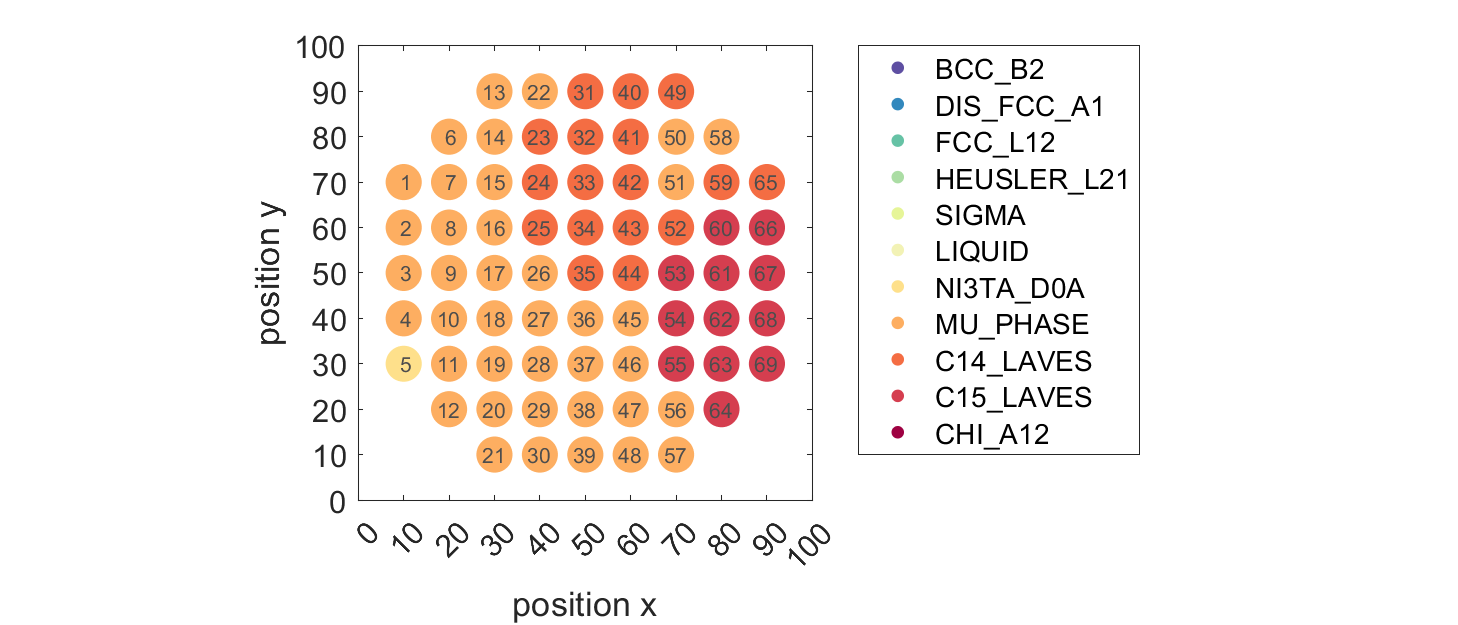 100
90
80
70
60
50
40
30
20
10
0
position y
13 22 31 40 49
6 14 23 32 41 50 58
1 7 15 24 33 42 51 59 65
2 8 16 25 34 43 52 60 66
3 9 17 26 35 44 53 61 67
4 10 18 27 36 45 54 62 68
5 11 19 28 37 46 55 63 69
12 20 29 38 47 56 64
21 30 39 48 57
0 10 20 30 40 50 60 70 80 90 100
position x
BCC_B2
DIS_FCC_A1
FCC_L12
HEUSLER_L21
SIGMA
LIQUID
NI3TA_D0A
MU_PHASE
C14_LAVES
C15_LAVES
CHI_A12